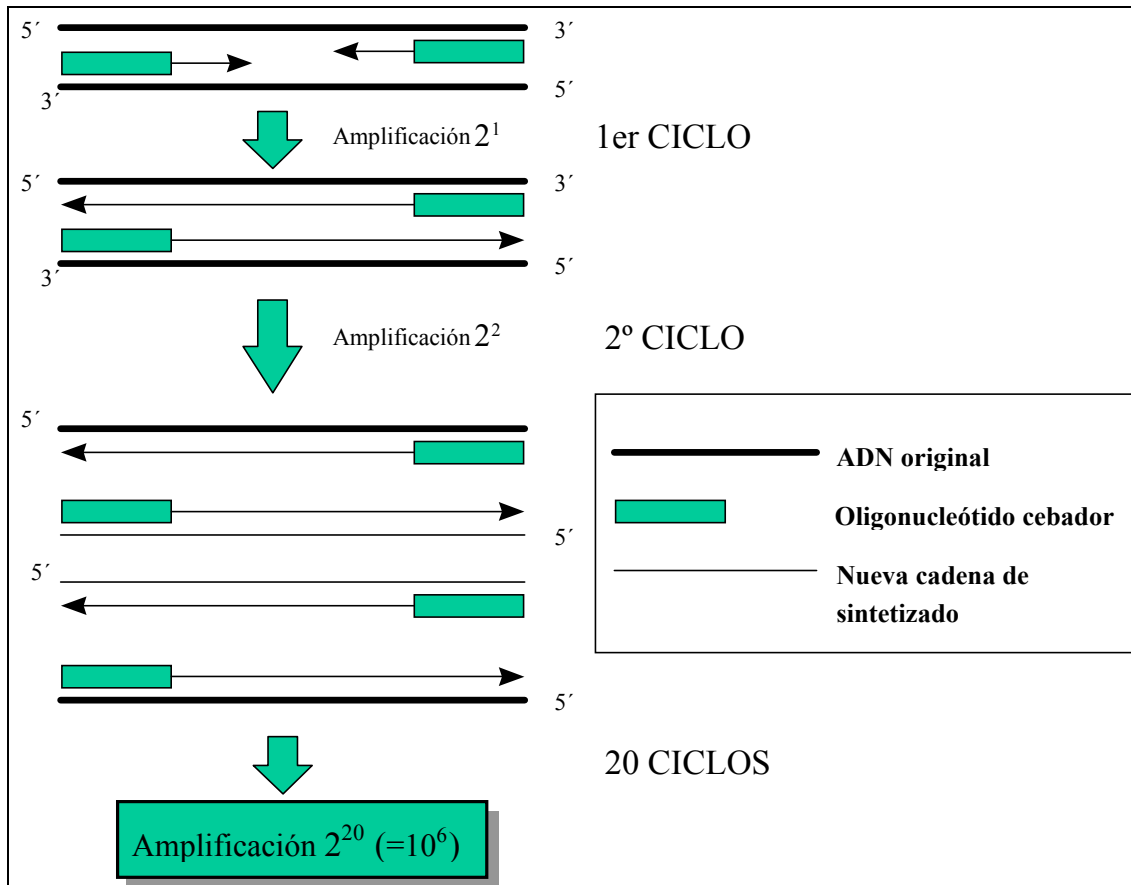 5´ 3´
3´ 5´
Amplificación 2¹ 1er CICLO
5´ 3´
3´ 5´
Amplificación 2² 2º CICLO
5´
5´
5´
5´
ADN original
Oligonucleótido cebador
Nueva cadena de
sintetizado
20 CICLOS
Amplificación 2²⁰ (=10⁶)